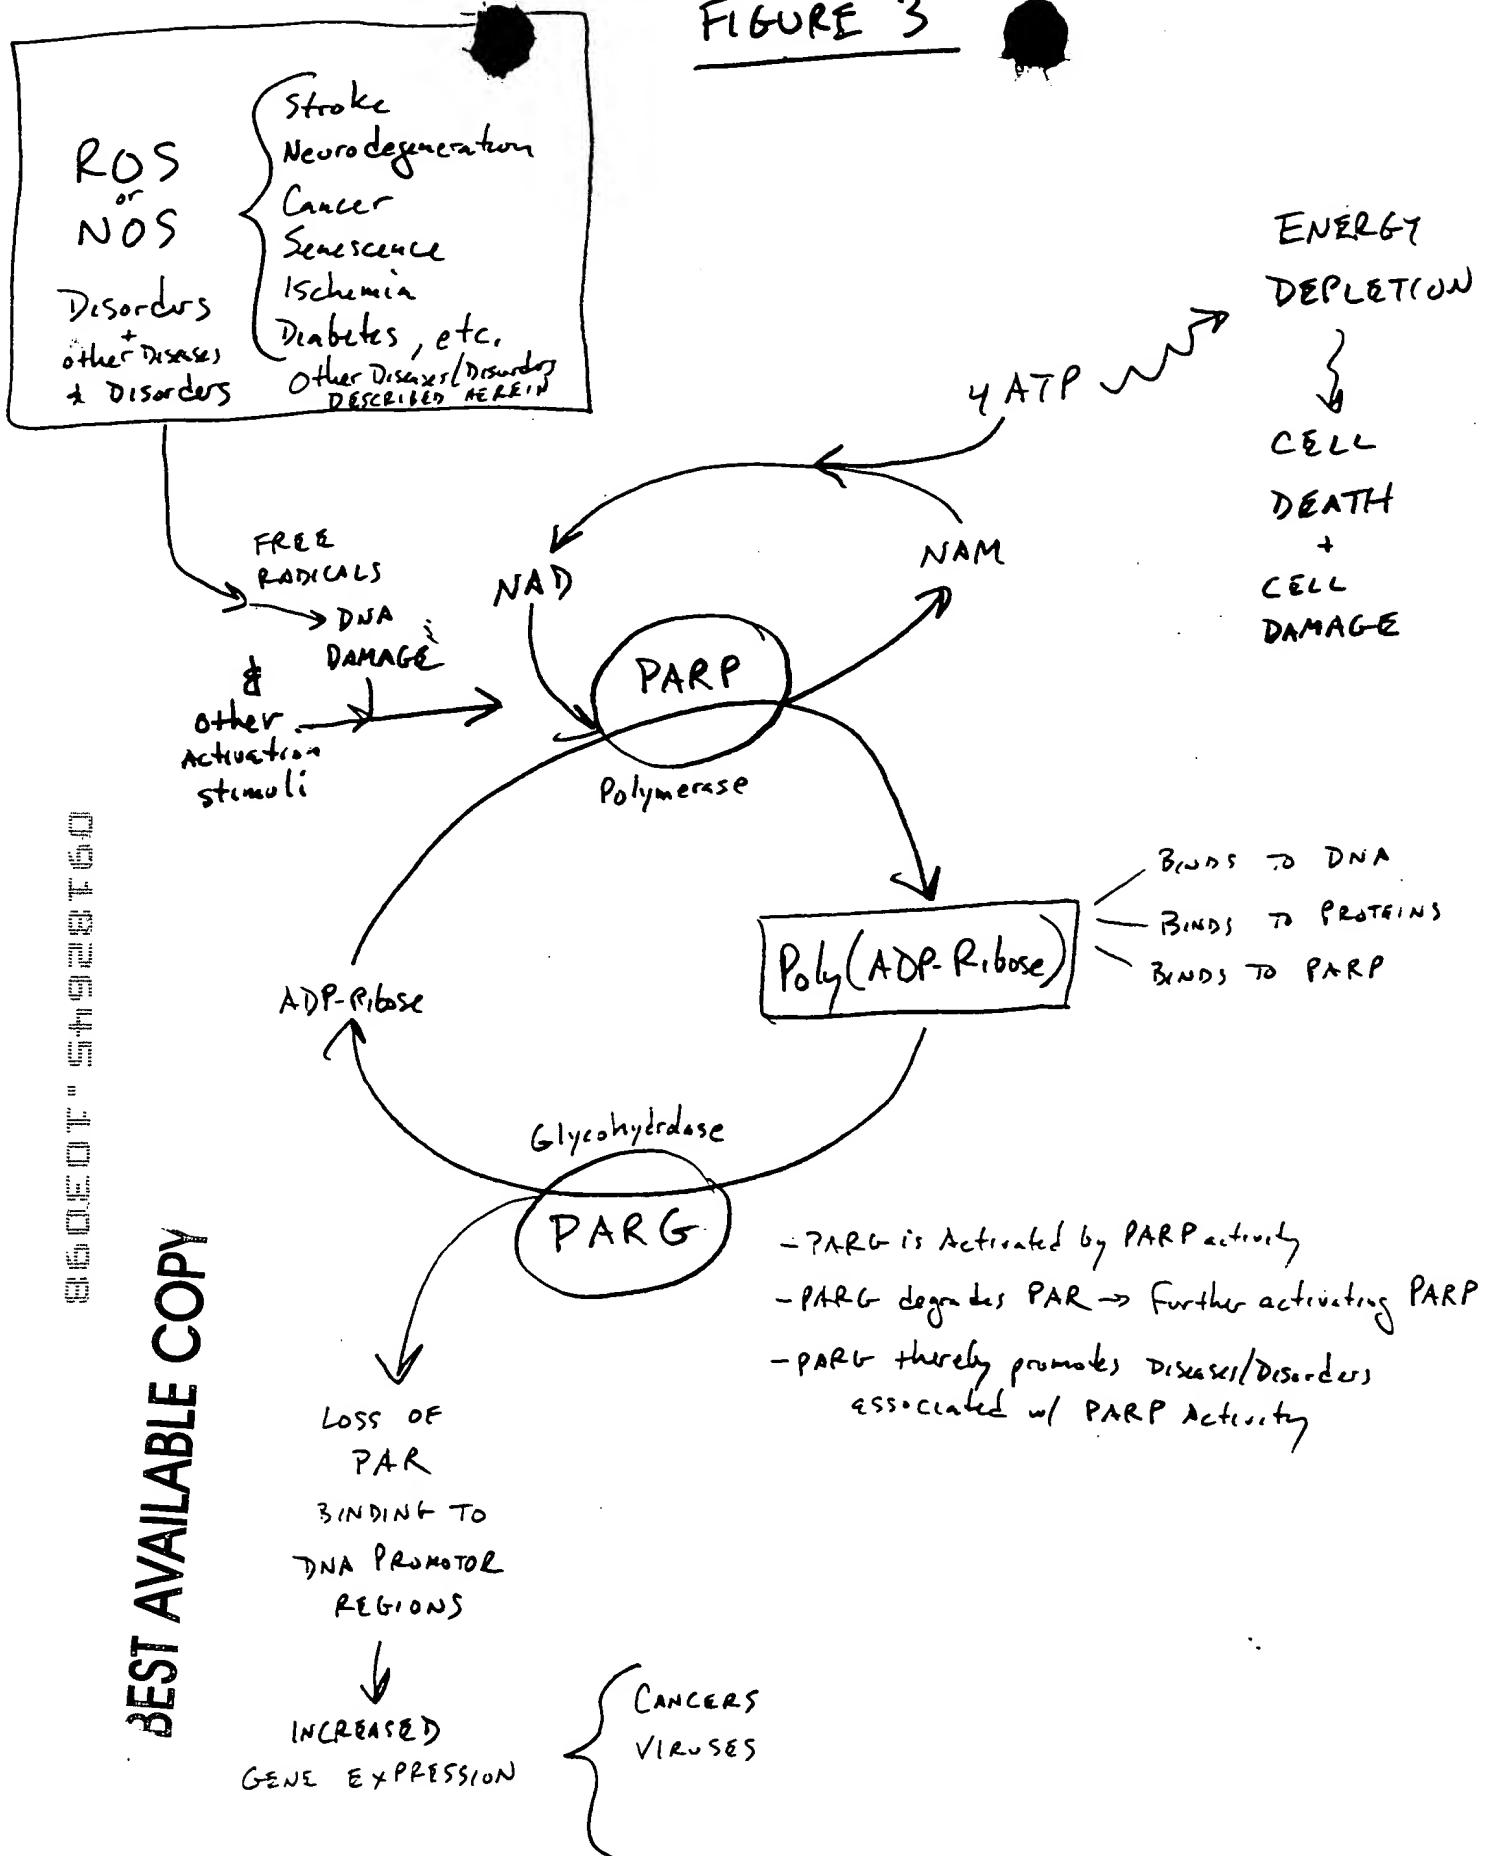 FIGURE 3
ROS
or
NOS
Disorders
+
other Diseases
& Disorders
Stroke
Neurodegeneration
Cancer
Senescence
Ischemia
Diabetes, etc.
Other Diseases/Disorders
DESCRIBED HEREIN
ENERGY
DEPLETION
CELL
DEATH
+
CELL
DAMAGE
4 ATP
NAM
NAD
FREE
RADICALS
DNA
DAMAGE
&
other
Activation
stimuli
PARP
Polymerase
Poly(ADP-Ribose)
BINDS TO DNA
BINDS TO PROTEINS
BINDS TO PARP
ADP-Ribose
Glycohydrolase
PARG
- PARG is Activated by PARP activity
- PARG degrades PAR → Further activating PARP
- PARG thereby promotes Diseases/Disorders
associated w/ PARP Activity
LOSS OF
PAR
BINDING TO
DNA PROMOTOR
REGIONS
INCREASED
GENE EXPRESSION
CANCERS
VIRUSES
09182645.103098
BEST AVAILABLE COPY